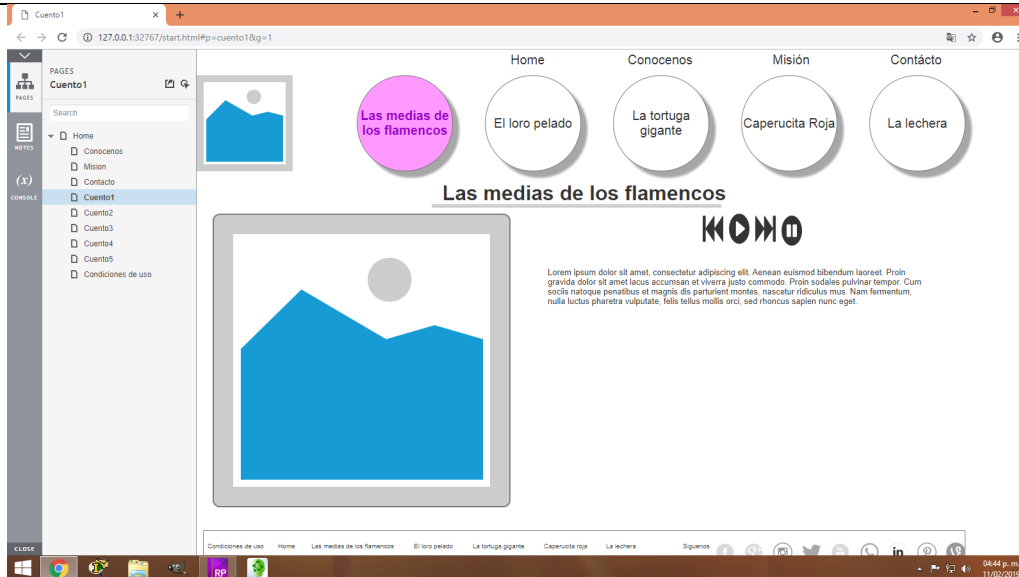 Cuento1
127.0.0.1:32767/start.html#p=cuento1&g=1
PAGES
Cuento1
Search
Home
Conocenos
Mision
Contacto
Cuento1
Cuento2
Cuento3
Cuento4
Cuento5
Condiciones de uso
PAGES
NOTES
(x)
CONSOLE
CLOSE
Home Conocenos Misión Contácto
Las medias de
los flamencos
El loro pelado
La tortuga
gigante
Caperucita Roja
La lechera
Las medias de los flamencos
Lorem ipsum dolor sit amet, consectetur adipiscing elit. Aenean euismod bibendum laoreet. Proin
gravida dolor sit amet lacus accumsan et viverra justo commodo. Proin sodales pulvinar tempor. Cum
sociis natoque penatibus et magnis dis parturient montes, nascetur ridiculus mus. Nam fermentum,
nulla luctus pharetra vulputate, felis tellus mollis orci, sed rhoncus sapien nunc eget.
Condiciones de uso Home Las medias de los flamencos El loro pelado La tortuga gigante Caperucita roja La lechera Siguenos
in
RP
04:44 p. m.
11/02/2019